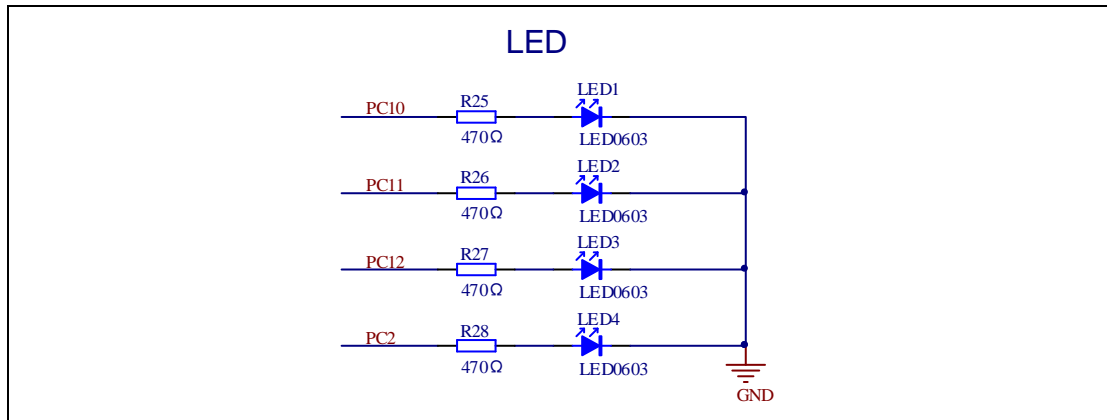 LED
LED1
PC10 R25
470Ω LED0603
LED2
PC11 R26
470Ω LED0603
LED3
PC12 R27
470Ω LED0603
LED4
PC2 R28
470Ω LED0603
GND